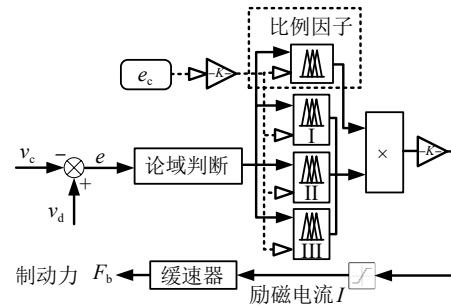 比例因子
e_c
-K-
I
v_c
−
e
论域判断
×
-K-
+
II
v_d
III
制动力 F_b
缓速器
励磁电流 I